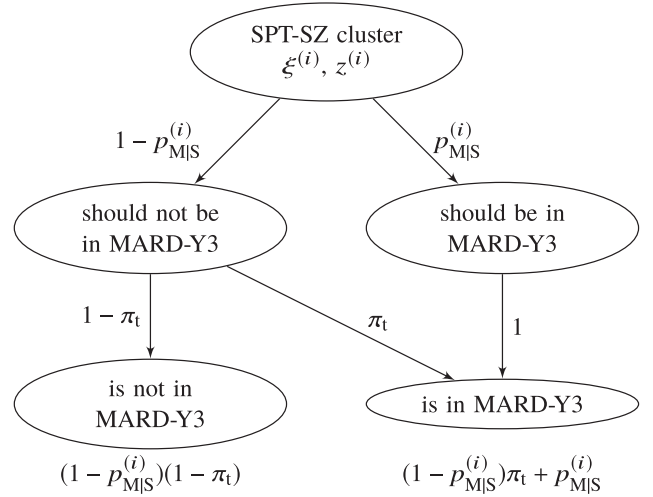 SPT-SZ cluster
ξ^(i), z^(i)
1 − p_M|S^(i)
p_M|S^(i)
should not be
in MARD-Y3
should be in
MARD-Y3
1 − π_t
π_t
1
is not in
MARD-Y3
is in MARD-Y3
(1 − p_M|S^(i))(1 − π_t)
(1 − p_M|S^(i))π_t + p_M|S^(i)